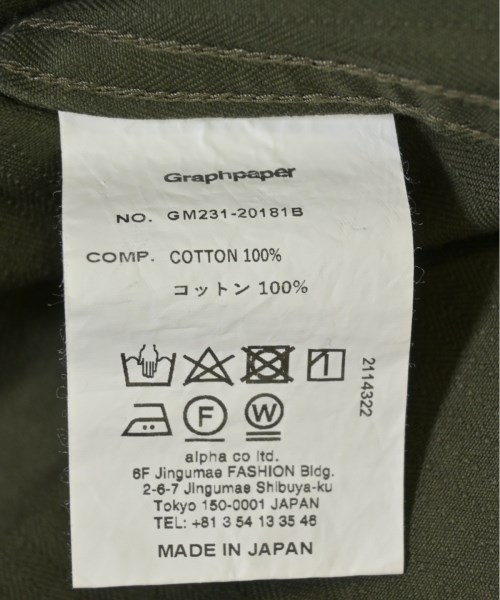 Graphpaper
NO. GM231-20181B
COMP. COTTON 100%
コットン 100%
2114322
F W
alpha co ltd.
6F Jingumae FASHION Bldg.
2-6-7 Jingumae Shibuya-ku
Tokyo 150-0001 JAPAN
TEL: +81 3 54 13 35 46
MADE IN JAPAN